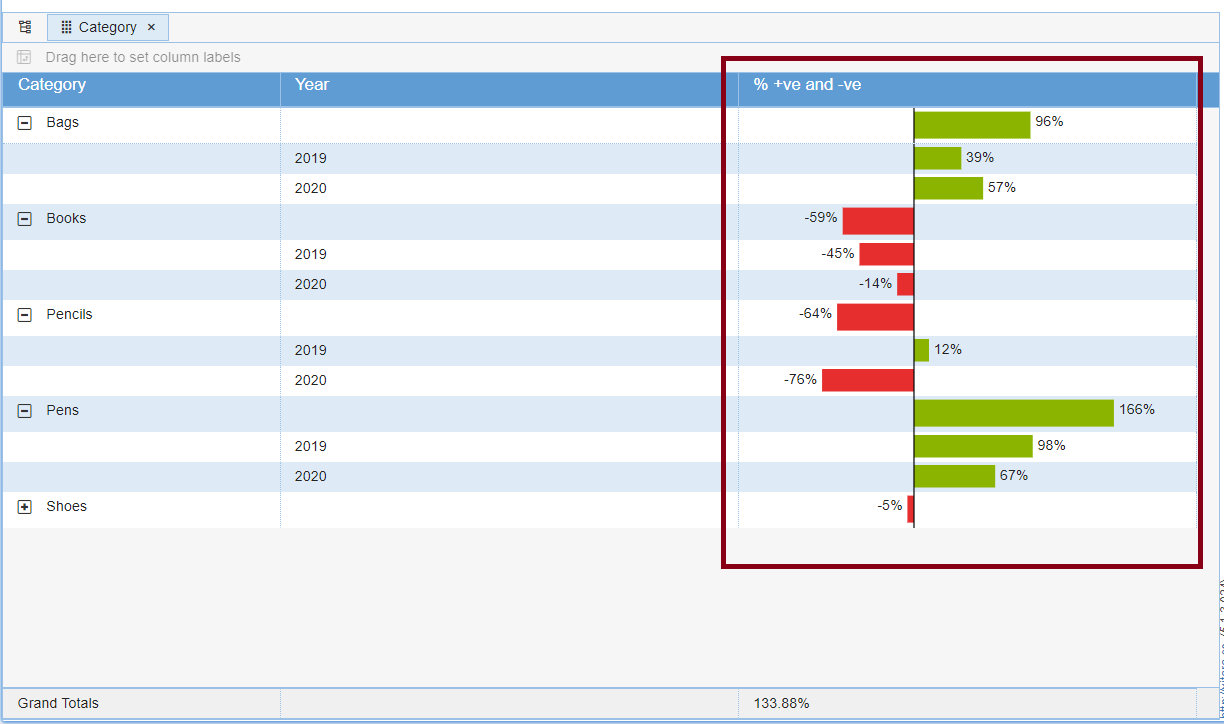 Category ×
Drag here to set column labels
Category Year % +ve and -ve
Bags 96%
2019 39%
2020 57%
Books -59%
2019 -45%
2020 -14%
Pencils -64%
2019 12%
2020 -76%
Pens 166%
2019 98%
2020 67%
Shoes -5%
Grand Totals 133.88%